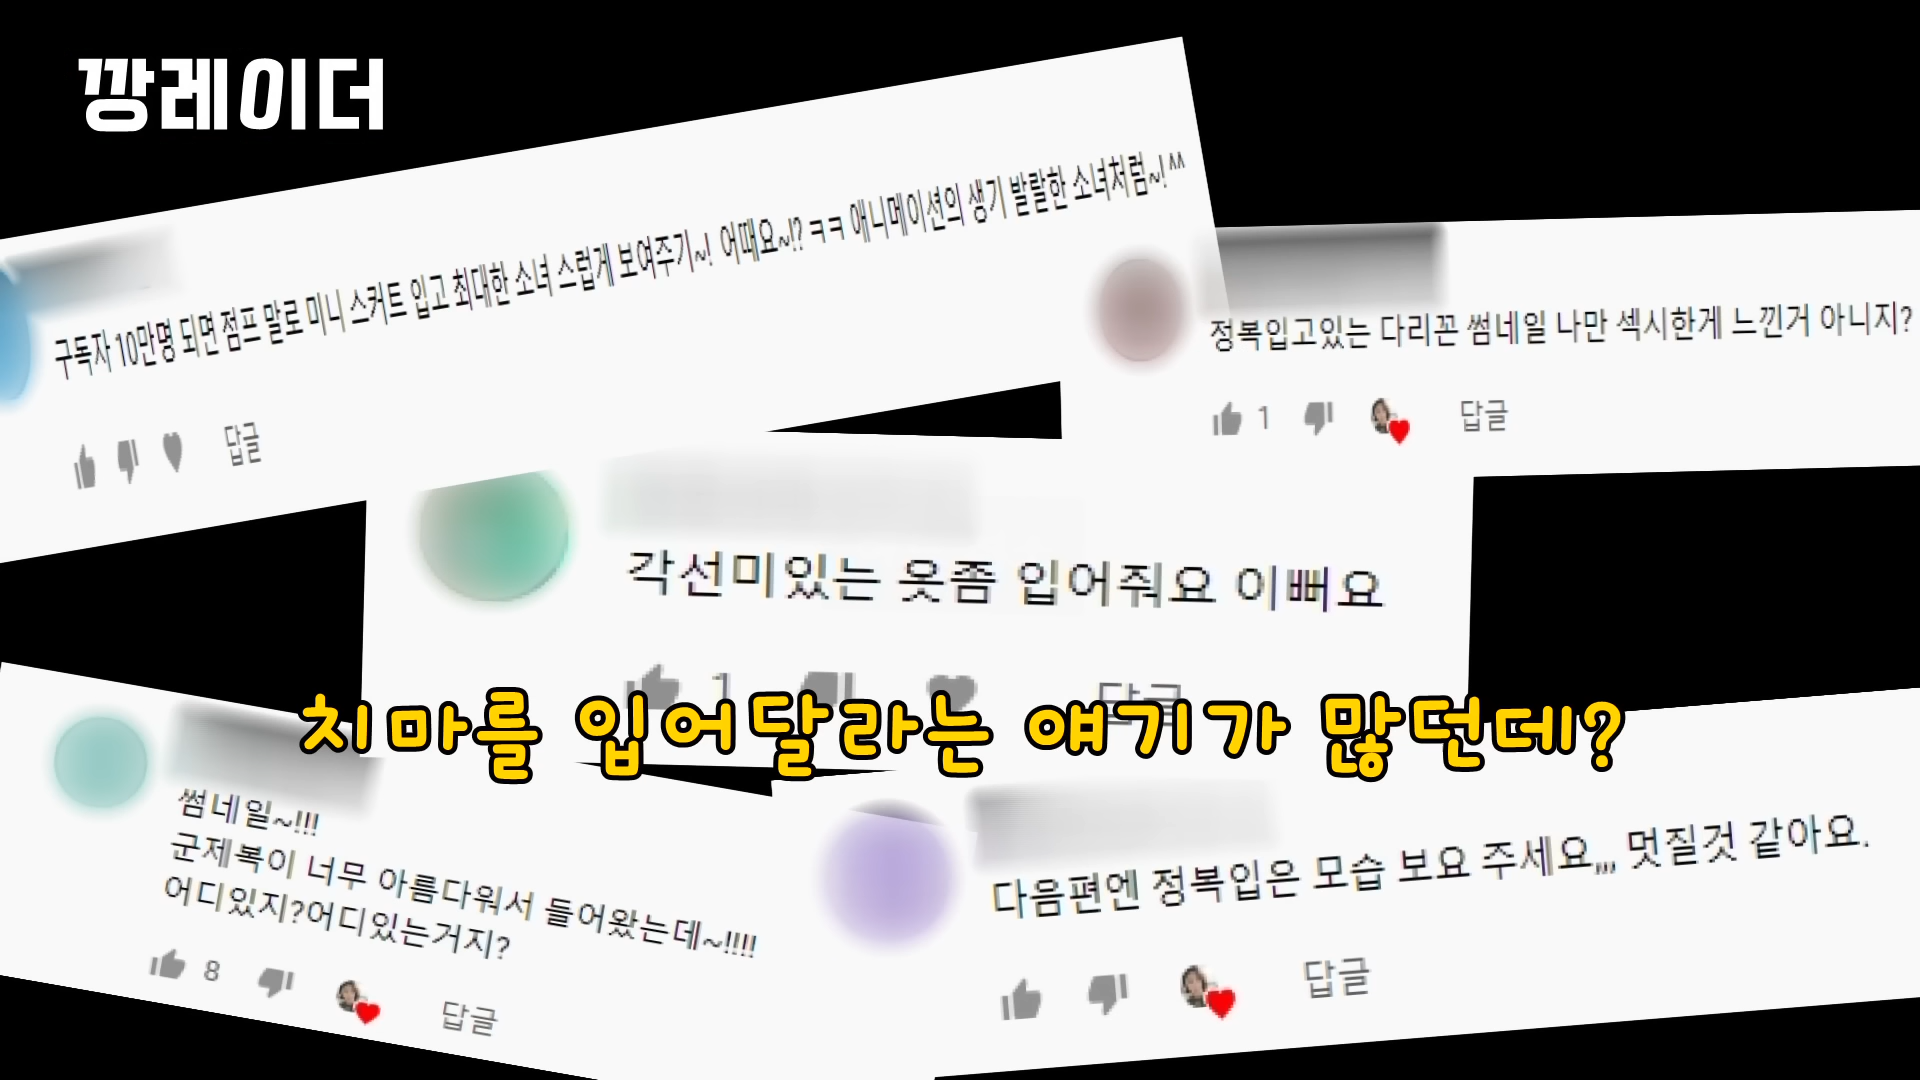 깡레이더
구독자 10만명 되면 점프 말로 미니 스커트 입고 최대한 소녀 스럽게 보여주기~! 어때요~!? ㅋㅋ 애니메이션의 생기 발랄한 소녀처럼~!^^
답글
정복입고있는 다리꼰 썸네일 나만 섹시한게 느낀거 아니지?
1 답글
각선미있는 옷좀 입어줘요 이뻐요
1 답글
치마를 입어달라는 얘기가 많던데?
썸네일~!!!
군제복이 너무 아름다워서 들어왔는데~!!!!
어디있지?어디있는거지?
8 답글
다음편엔 정복입은 모습 보요 주세요,,, 멋질것 같아요.
답글